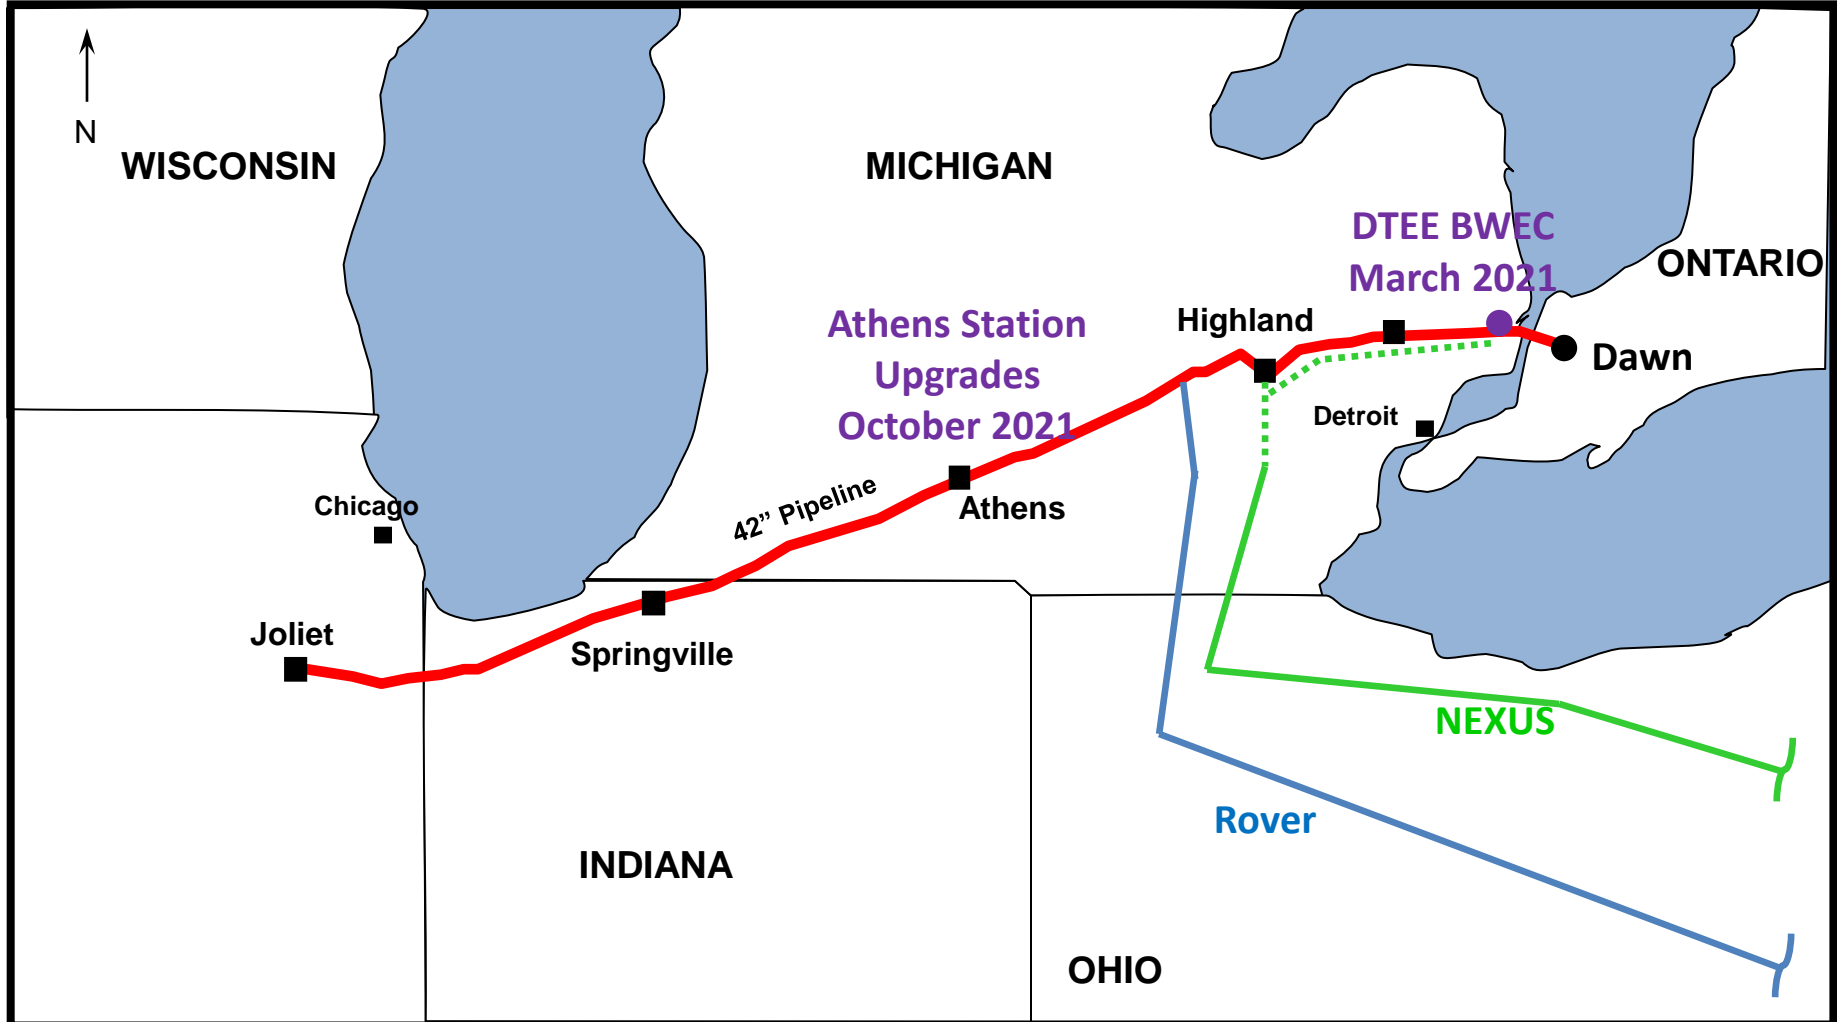 N
WISCONSIN
MICHIGAN
DTEE BWEC
March 2021
ONTARIO
Athens Station
Upgrades
October 2021
Highland
Dawn
Detroit
Chicago
42” Pipeline
Athens
Joliet
Springville
NEXUS
Rover
INDIANA
OHIO